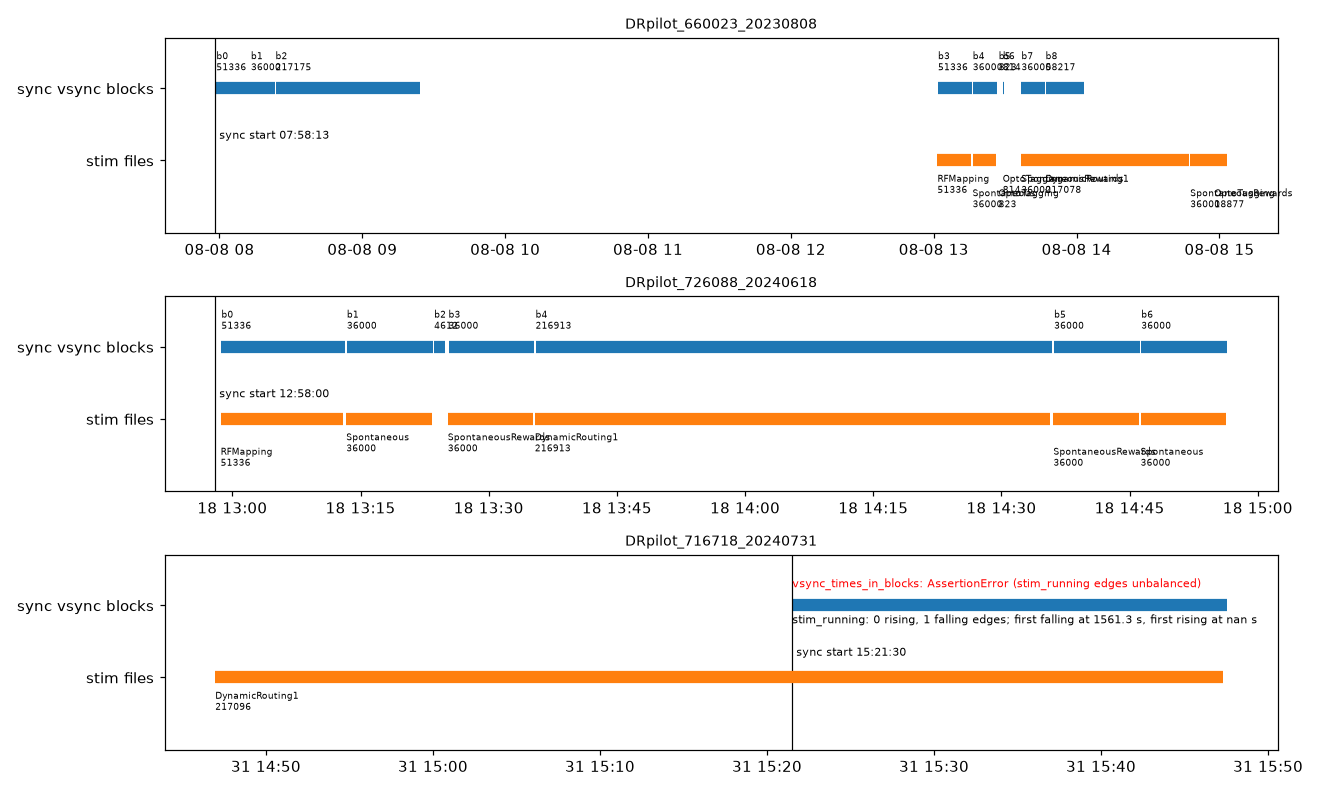 DRpilot_660023_20230808
b0 b1 b2 b3 b4 b7 b8
51336 217175 51336 58217
sync vsync blocks
sync start 07:58:13
stim files
RFMapping DynamicRouting1
51336 217078
36000 823 36000 18877
08-08 08 08-08 09 08-08 10 08-08 11 08-08 12 08-08 13 08-08 14 08-08 15
DRpilot_726088_20240618
b0 b1 b2 b3 b4 b5 b6
51336 36000 36000 216913 36000 36000
sync vsync blocks
sync start 12:58:00
stim files
Spontaneous SpontaneousRewards DynamicRouting1
36000 36000 216913
RFMapping SpontaneousRewards Spontaneous
51336 36000 36000
18 13:00 18 13:15 18 13:30 18 13:45 18 14:00 18 14:15 18 14:30 18 14:45 18 15:00
DRpilot_716718_20240731
vsync_times_in_blocks: AssertionError (stim_running edges unbalanced)
sync vsync blocks
stim_running: 0 rising, 1 falling edges; first falling at 1561.3 s, first rising at nan s
sync start 15:21:30
stim files
DynamicRouting1
217096
31 14:50 31 15:00 31 15:10 31 15:20 31 15:30 31 15:40 31 15:50